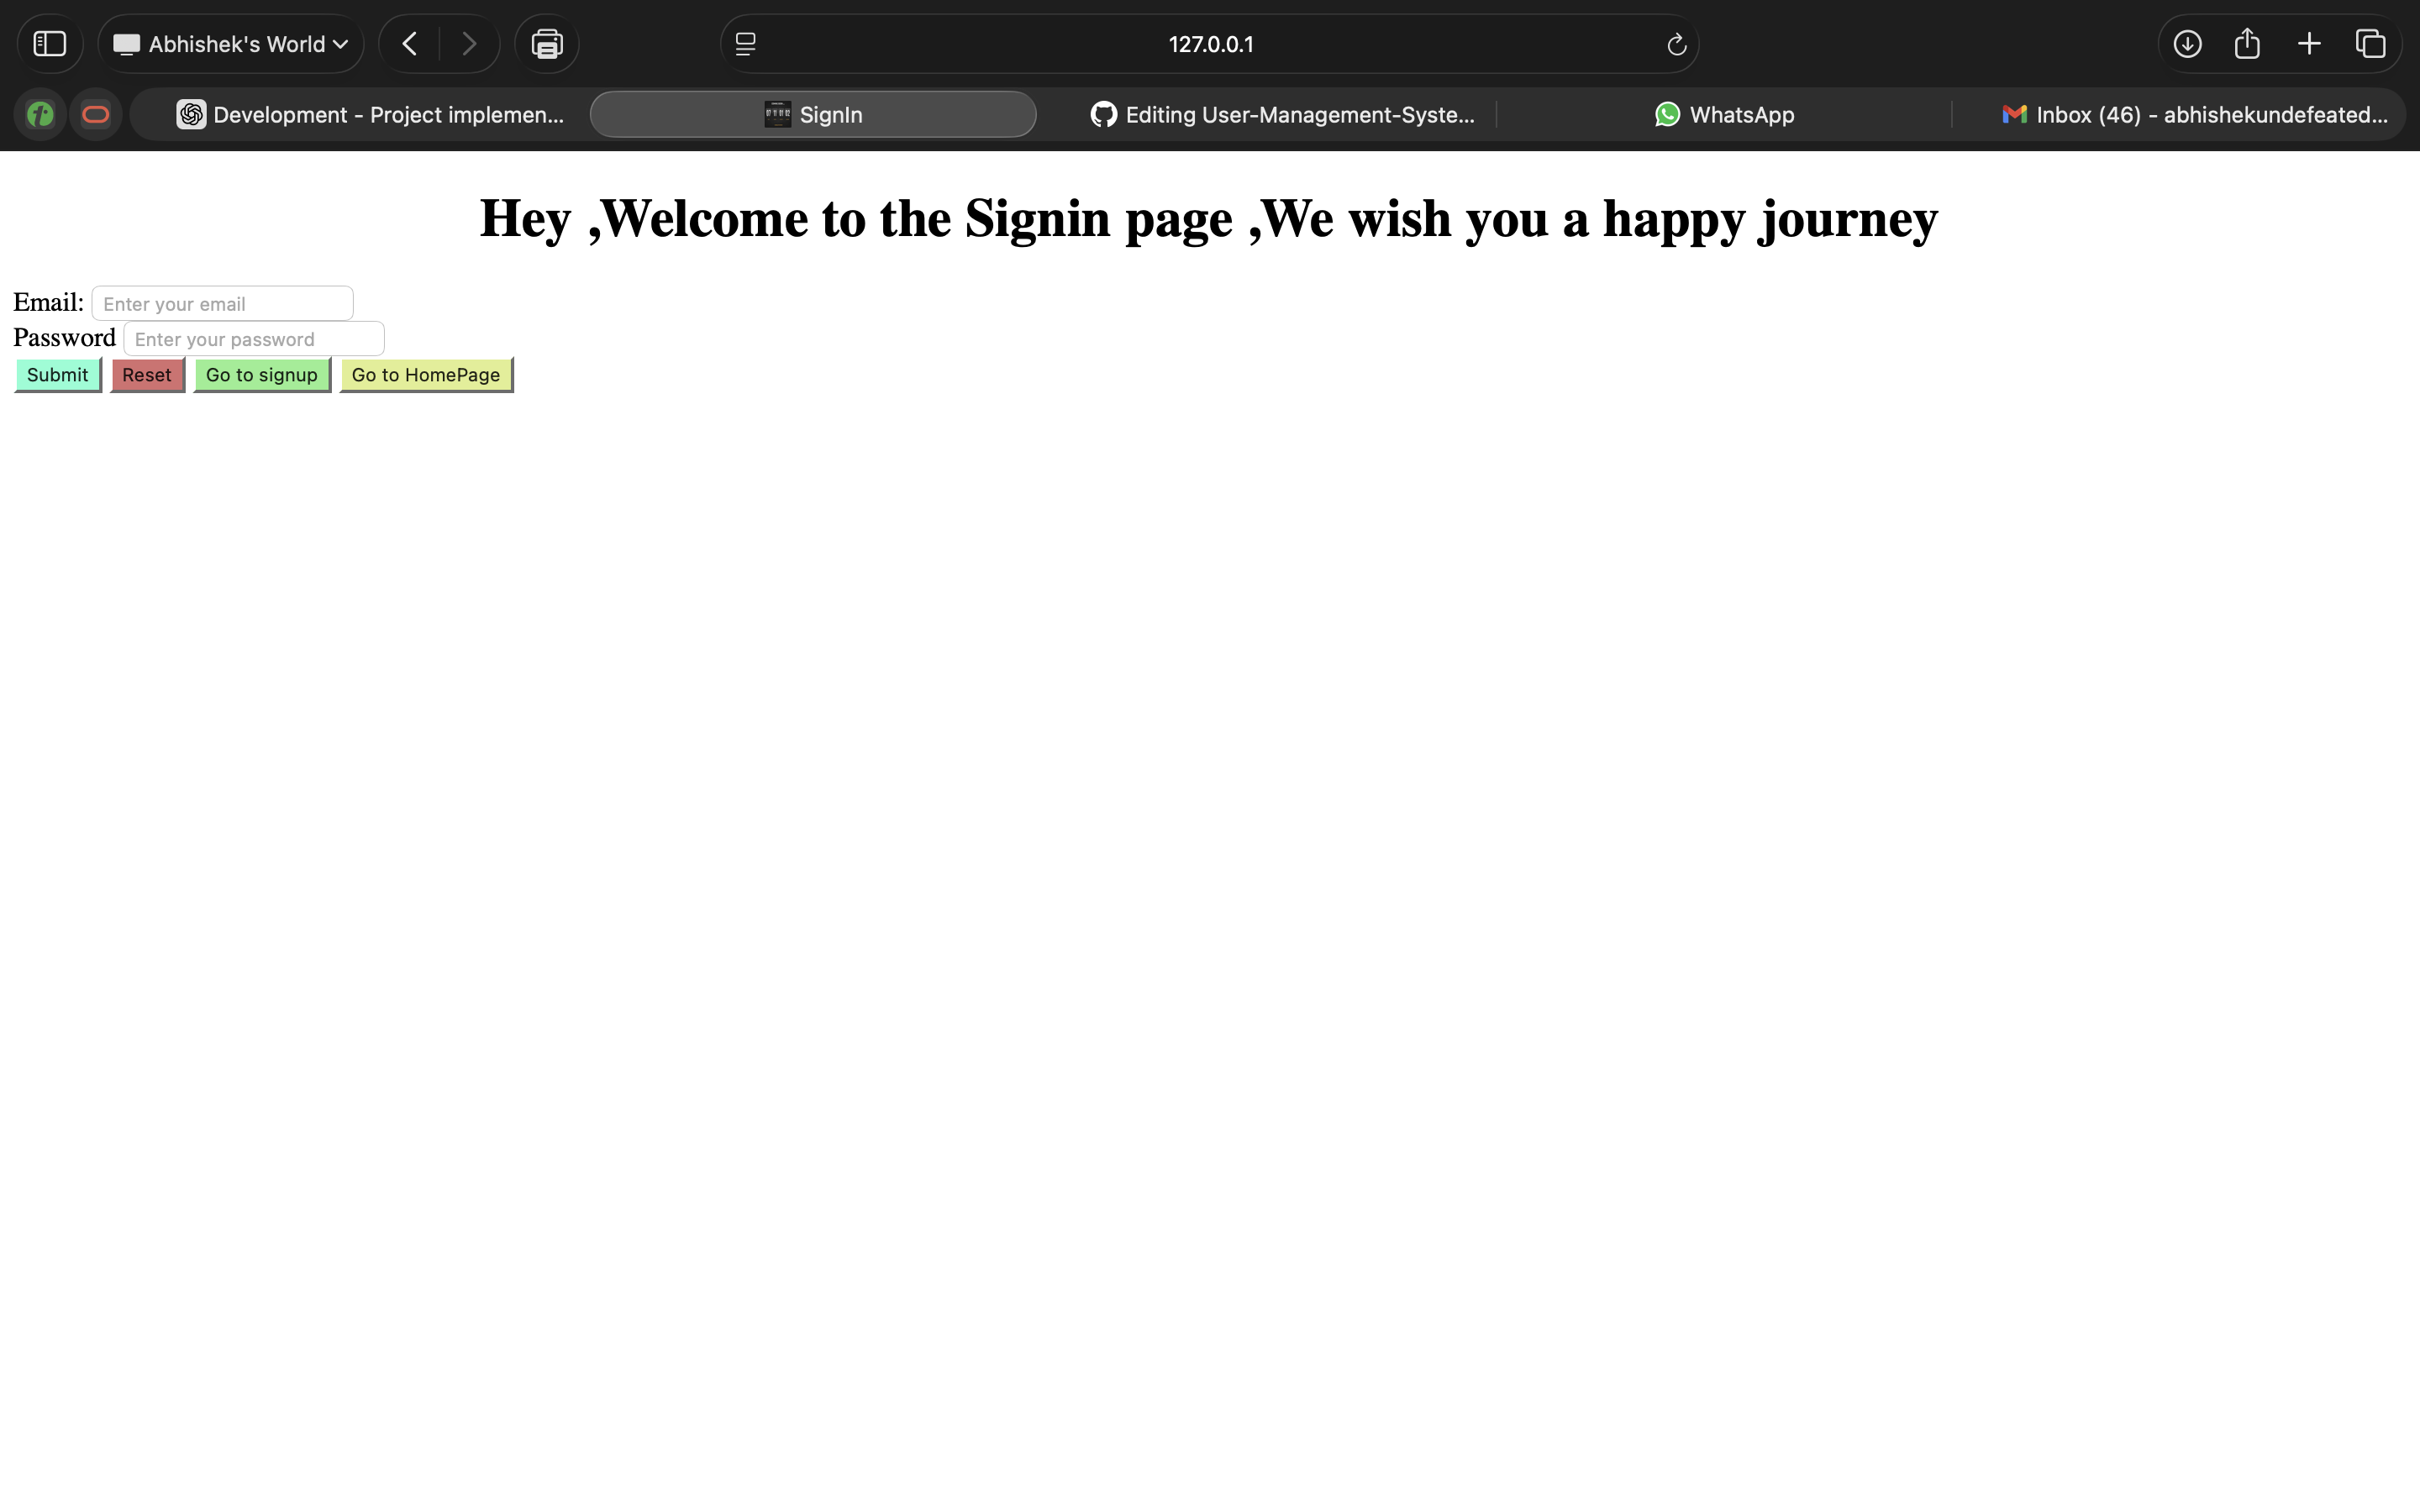 Abhishek's World
127.0.0.1
Development - Project implemen...
SignIn
Editing User-Management-Syste...
WhatsApp
Inbox (46) - abhishekundefeated...
Hey ,Welcome to the Signin page ,We wish you a happy journey
Email: Enter your email
Password Enter your password
Submit Reset Go to signup Go to HomePage